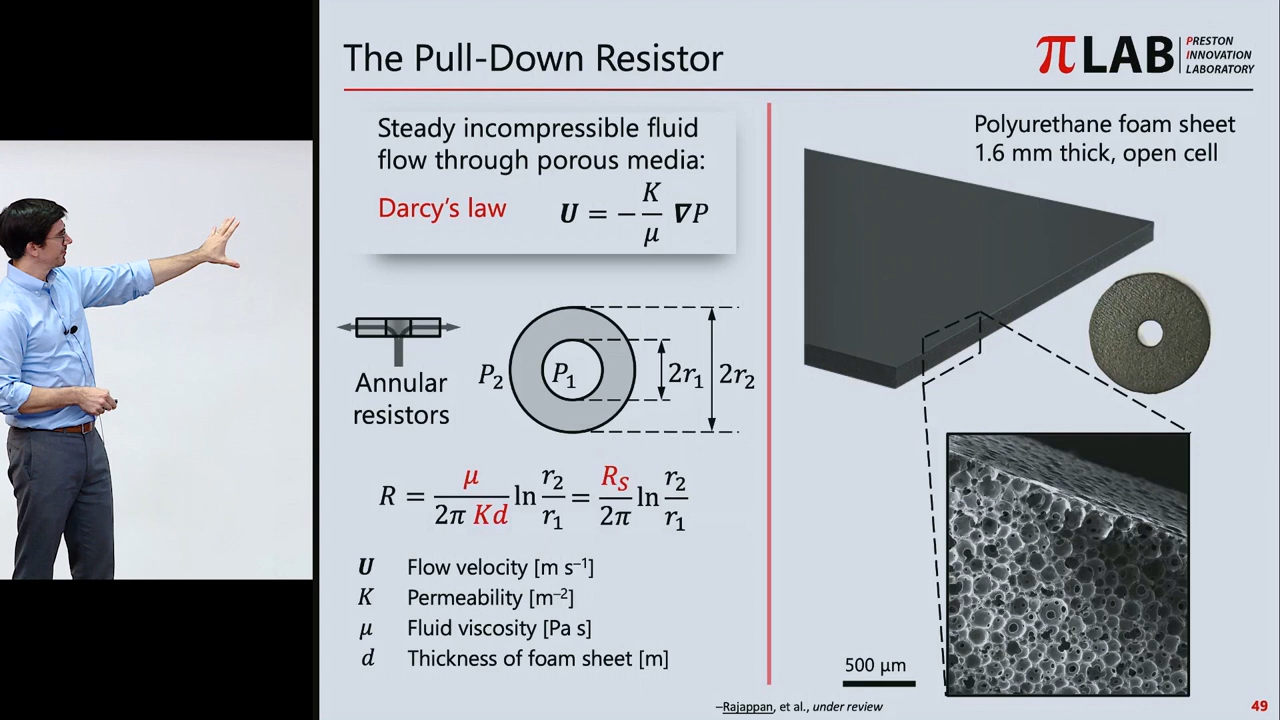 The Pull-Down Resistor
πLAB
PRESTON
INNOVATION
LABORATORY
Steady incompressible fluid
flow through porous media:
Darcy's law 𝑼 = −K/μ 𝛁P
Annular
resistors
P₂
P₁
2r₁
2r₂
R = μ/2π Kd ln r₂/r₁ = R_S/2π ln r₂/r₁
U Flow velocity [m s⁻¹]
K Permeability [m⁻²]
μ Fluid viscosity [Pa s]
d Thickness of foam sheet [m]
Polyurethane foam sheet
1.6 mm thick, open cell
500 μm
–Rajappan, et al., under review
49